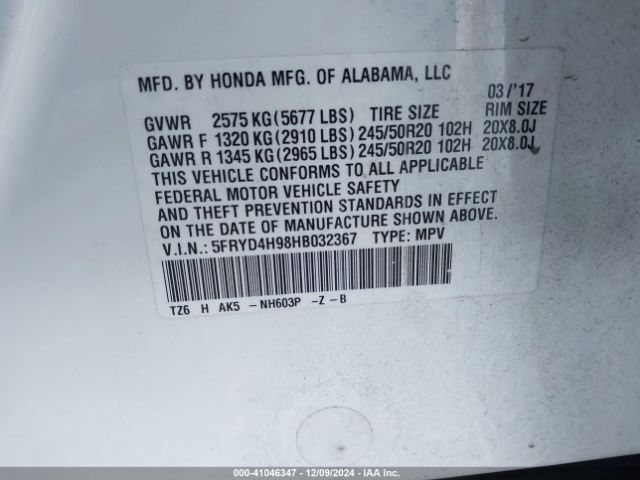 MFD. BY HONDA MFG. OF ALABAMA, LLC 03/'17
GVWR 2575 KG(5677 LBS) TIRE SIZE RIM SIZE
GAWR F 1320 KG(2910 LBS)245/50R20 102H 20X8.0J
GAWR R 1345 KG(2965 LBS)245/50R20 102H 20X8.0J
THIS VEHICLE CONFORMS TO ALL APPLICABLE
FEDERAL MOTOR VEHICLE SAFETY
AND THEFT PREVENTION STANDARDS IN EFFECT
ON THE DATE OF MANUFACTURE SHOWN ABOVE.
V.I.N.: 5FRYD4H98HB032367 TYPE: MPV
TZ6 H AK5 -NH603P -Z-B
000-41046347 - 12/09/2024 - IAA Inc.